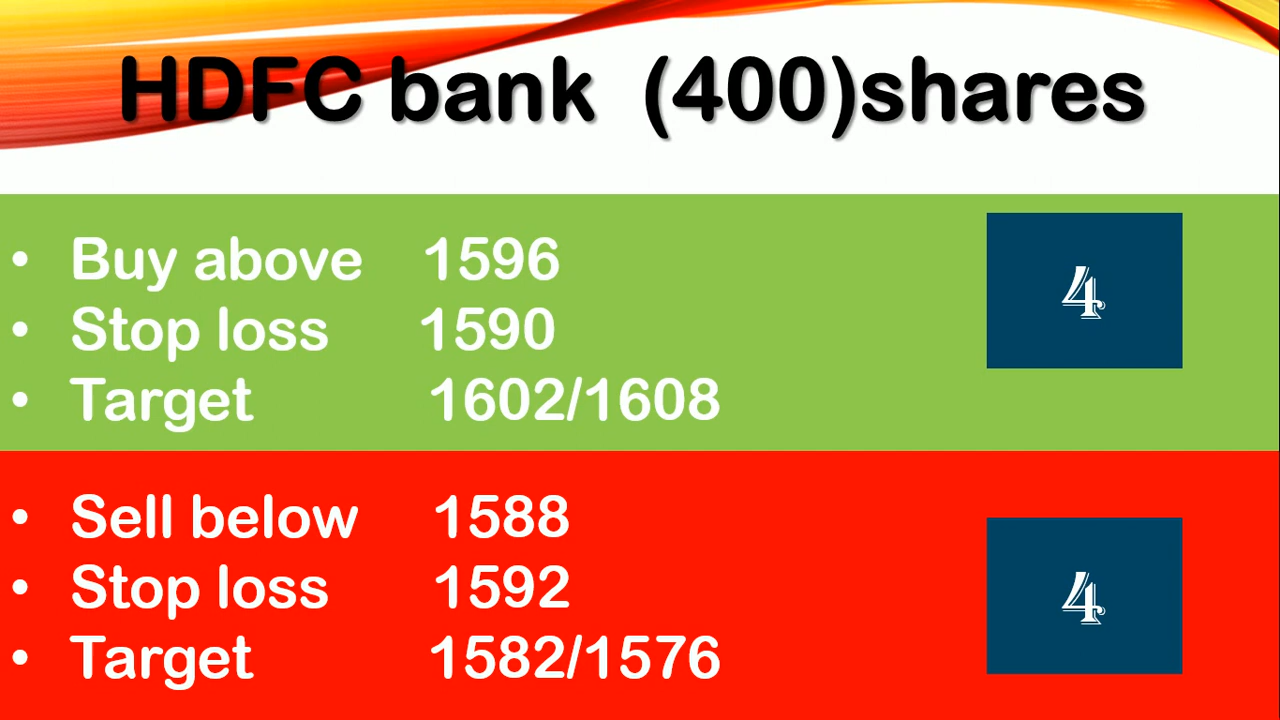 HDFC bank (400)shares
• Buy above 1596
• Stop loss 1590
• Target 1602/1608
4
• Sell below 1588
• Stop loss 1592
• Target 1582/1576
4